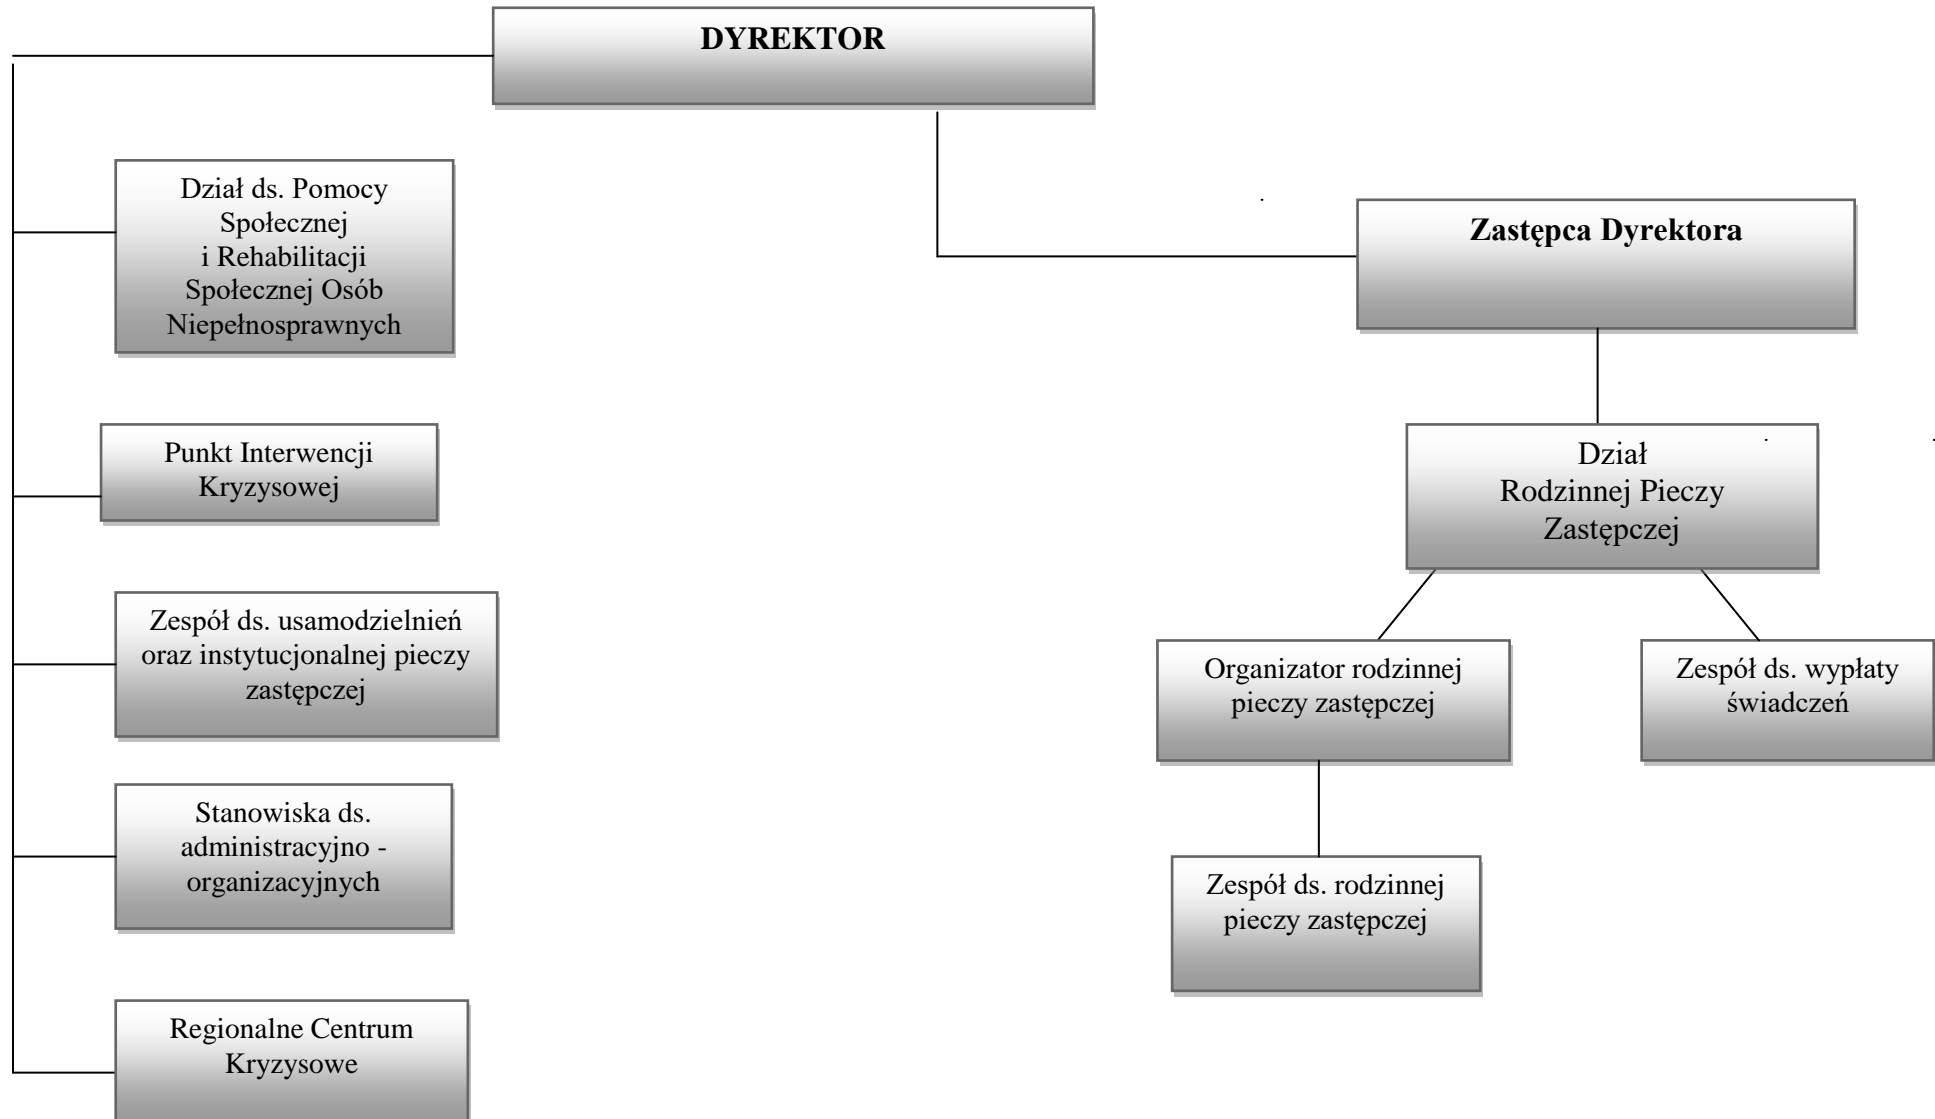 DYREKTOR
Dział ds. Pomocy
Społecznej
i Rehabilitacji
Społecznej Osób
Niepełnosprawnych
Zastępca Dyrektora
Punkt Interwencji
Kryzysowej
Dział
Rodzinnej Pieczy
Zastępczej
Zespół ds. usamodzielnień
oraz instytucjonalnej pieczy
zastępczej
Organizator rodzinnej
pieczy zastępczej
Zespół ds. wypłaty
świadczeń
Stanowiska ds.
administracyjno -
organizacyjnych
Zespół ds. rodzinnej
pieczy zastępczej
Regionalne Centrum
Kryzysowe